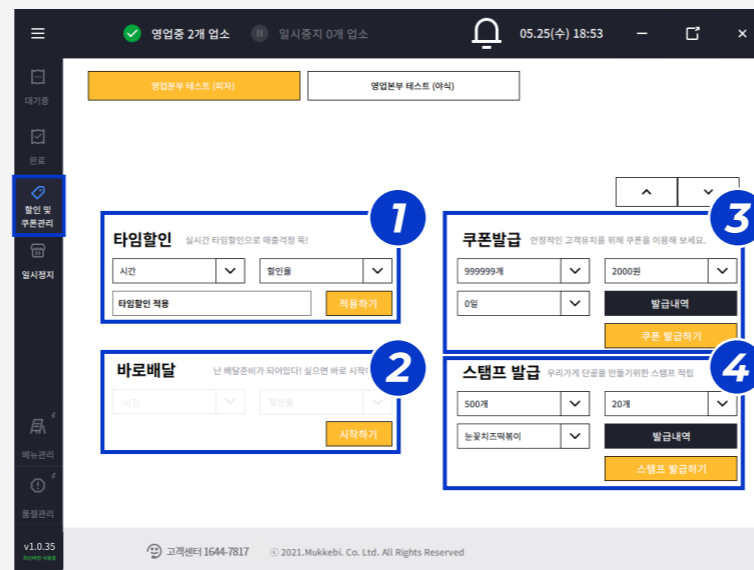 영업중 2개 업소
일시중지 0개 업소
05.25(수) 18:53
대기중
완료
할인 및
쿠폰관리
일시정지
메뉴관리
품절관리
v1.0.35
영업본부 테스트 (피자)
영업본부 테스트 (야식)
1
타임할인 실시간 타임할인으로 매출걱정 뚝!
시간 할인율
타임할인 적용 적용하기
2
바로배달 난 배달준비가 되어있다! 싶으면 바로 시작
시간 할인율
시작하기
3
쿠폰발급 안정적인 고객유치를 위해 쿠폰을 이용해 보세요.
999999개 2000원
0일 발급내역
쿠폰 발급하기
4
스탬프 발급 우리가게 단골을 만들기위한 스탬프 적립
500개 20개
눈꽃치즈떡볶이 발급내역
스탬프 발급하기
고객센터 1644-7817 ⓒ 2021.Mukkebi. Co. Ltd. All Rights Reserved